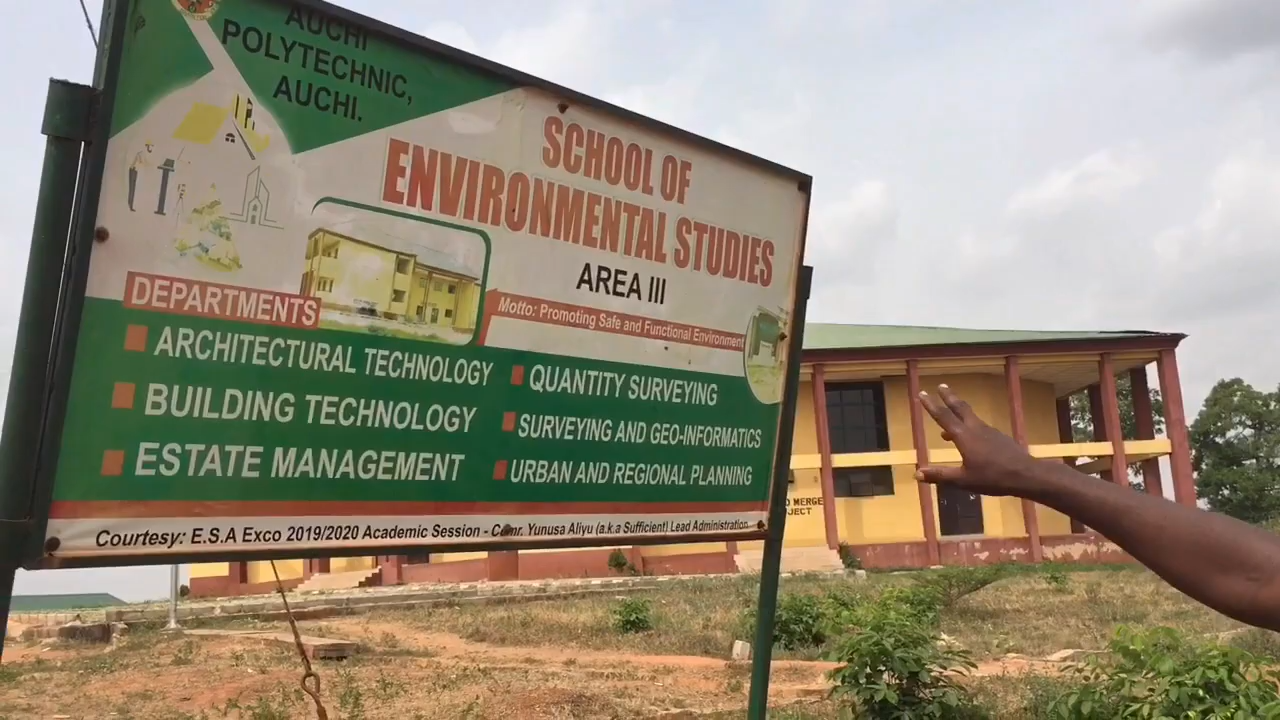 AUCHI
POLYTECHNIC,
AUCHI.
SCHOOL OF
ENVIRONMENTAL STUDIES
AREA III
Motto: Promoting Safe and Functional Environment
DEPARTMENTS
ARCHITECTURAL TECHNOLOGY
BUILDING TECHNOLOGY
ESTATE MANAGEMENT
QUANTITY SURVEYING
SURVEYING AND GEO-INFORMATICS
URBAN AND REGIONAL PLANNING
Courtesy: E.S.A Exco 2019/2020 Academic Session - Comr. Yunusa Aliyu (a.k.a Sufficient) Lead Administration
MERGE
JECT